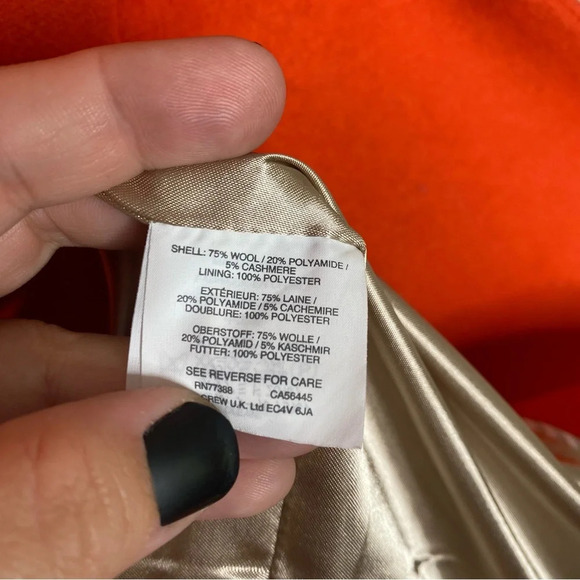 SHELL: 75% WOOL / 20% POLYAMIDE /
5% CASHMERE
LINING: 100% POLYESTER
EXTÉRIEUR: 75% LAINE /
20% POLYAMIDE / 5% CACHEMIRE
DOUBLURE: 100% POLYESTER
OBERSTOFF: 75% WOLLE /
20% POLYAMID / 5% KASCHMIR
FUTTER: 100% POLYESTER
SEE REVERSE FOR CARE
RN77388 CA56445
CREW U.K. Ltd EC4V 6JA